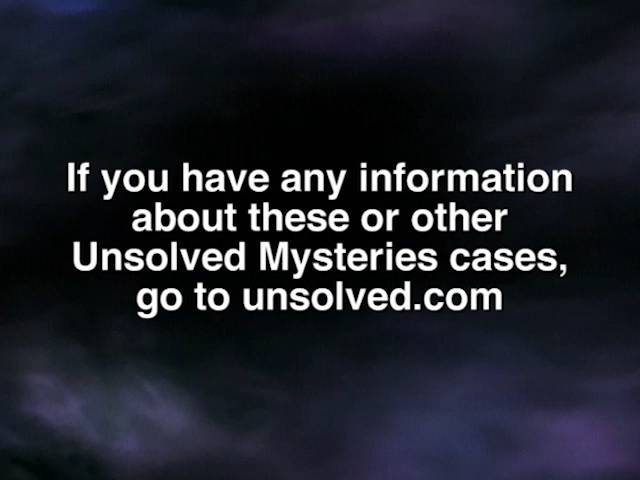 If you have any information
about these or other
Unsolved Mysteries cases,
go to unsolved.com